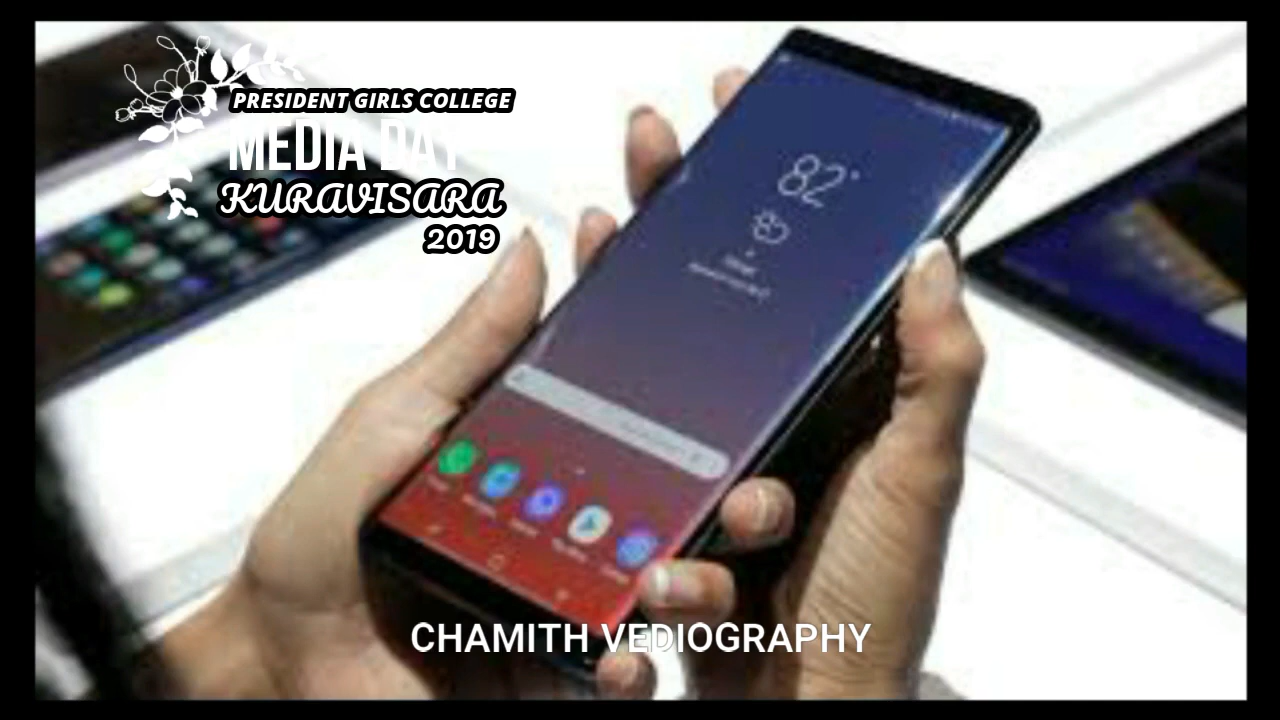 PRESIDENT GIRLS COLLEGE
MEDIA DAY
KURAVISARA
2019
82°
CHAMITH VEDIOGRAPHY